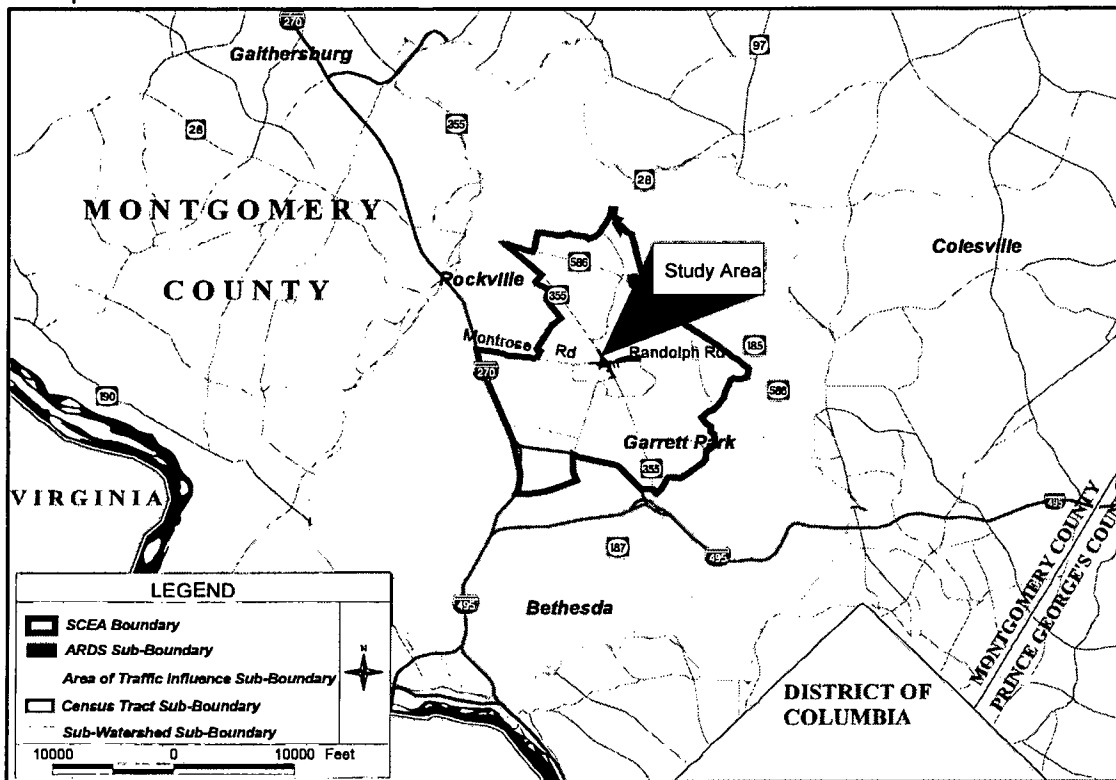 270
Gaithersburg
97
28
355
28
MONTGOMERY
COUNTY
Colesville
586
Study Area
Rockville
355
Montrose Rd
Randolph Rd
185
270
586
190
Garrett Park
355
VIRGINIA
495
187
495
MONTGOMERY COUNTY
PRINCE GEORGE'S COUN
LEGEND
SCEA Boundary
ARDS Sub-Boundary
Area of Traffic Influence Sub-Boundary
Census Tract Sub-Boundary
Sub-Watershed Sub-Boundary
N
10000 0 10000 Feet
495
Bethesda
DISTRICT OF
COLUMBIA